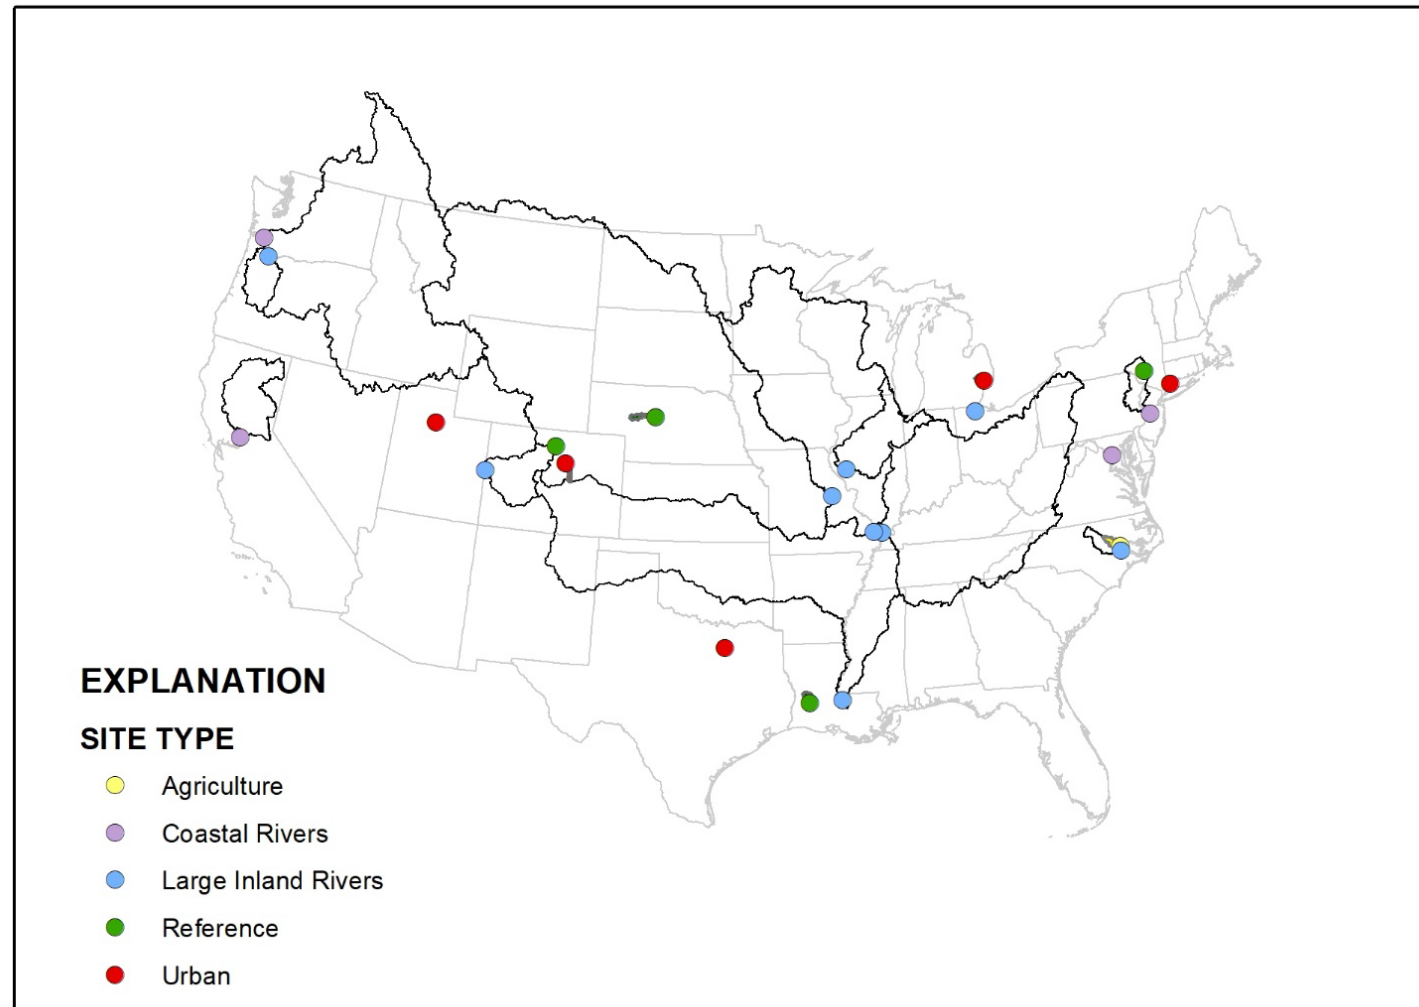 EXPLANATION
SITE TYPE
Agriculture
Coastal Rivers
Large Inland Rivers
Reference
Urban